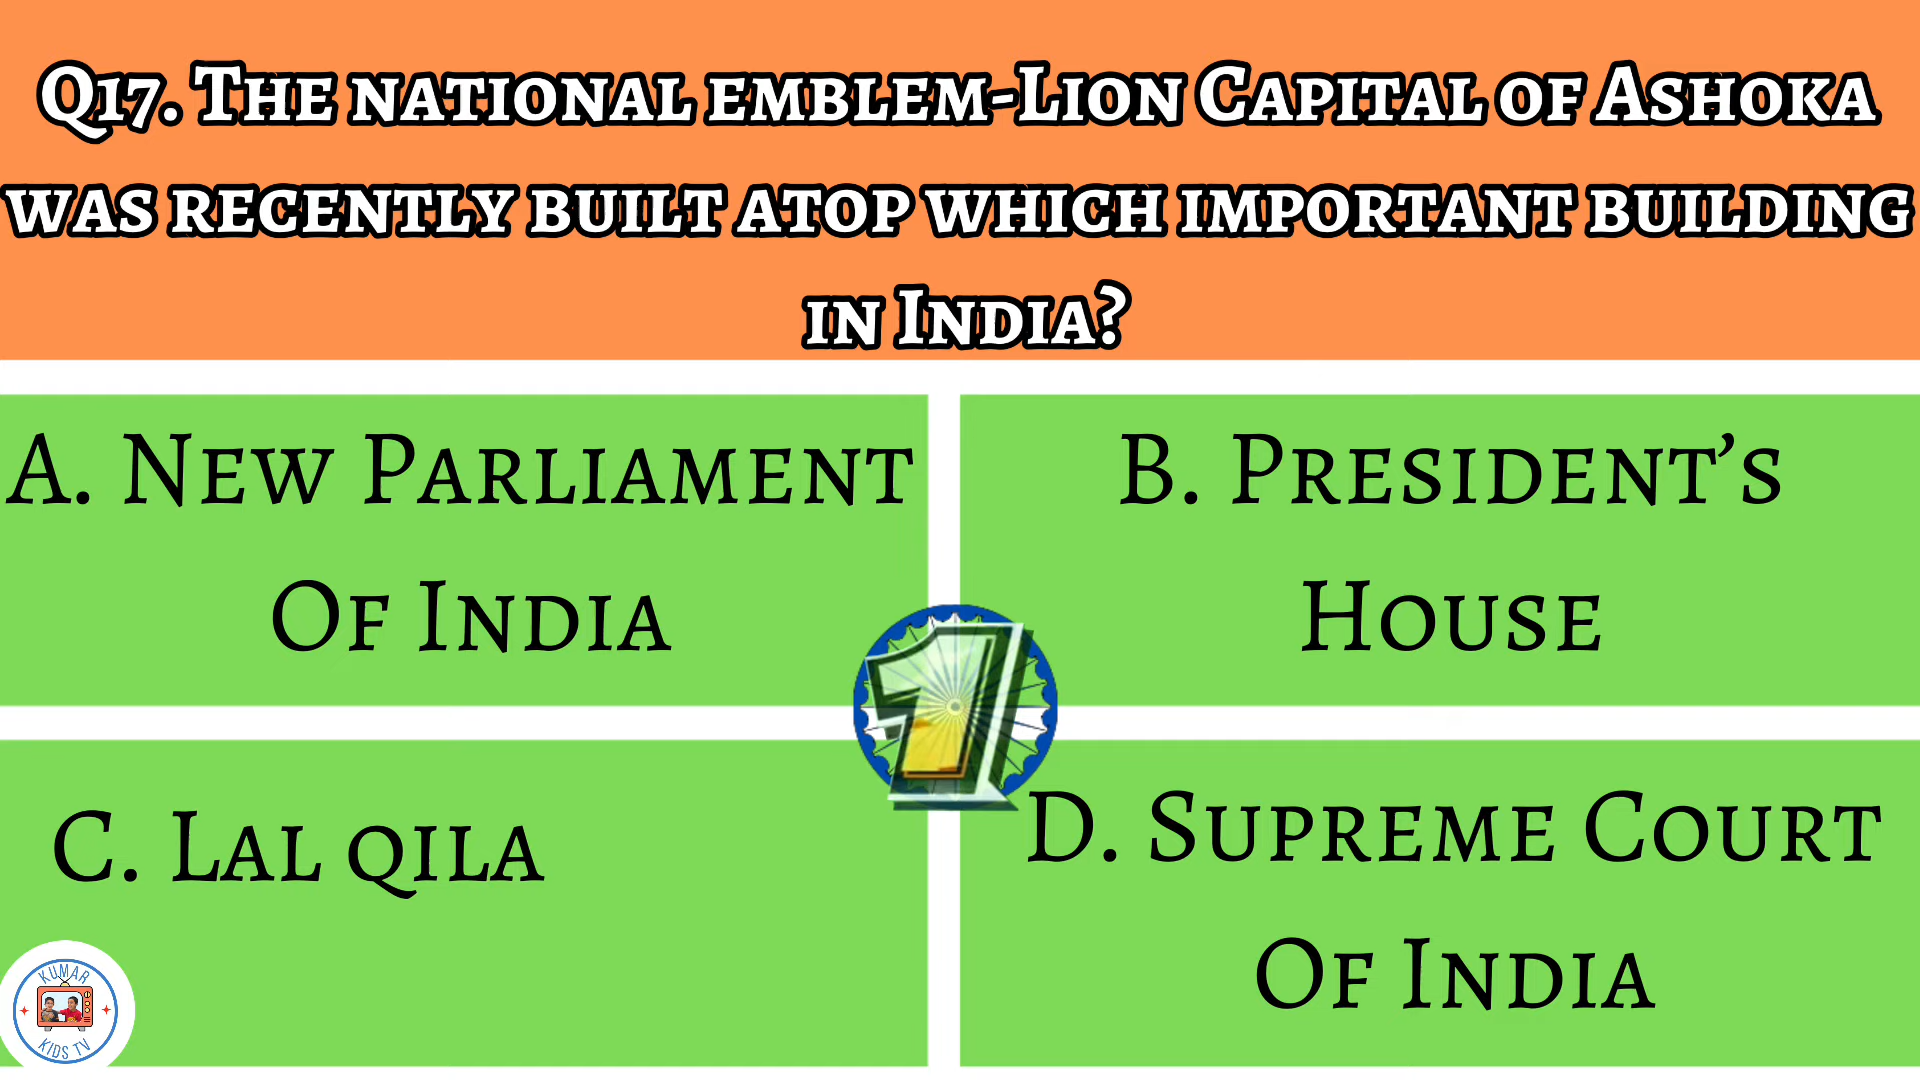 Q17. The national emblem-Lion Capital of Ashoka
was recently built atop which important building
in India?
A. New Parliament
Of India
B. President’s
House
1
C. Lal qila
D. Supreme Court
Of India
KUMAR
KIDS TV